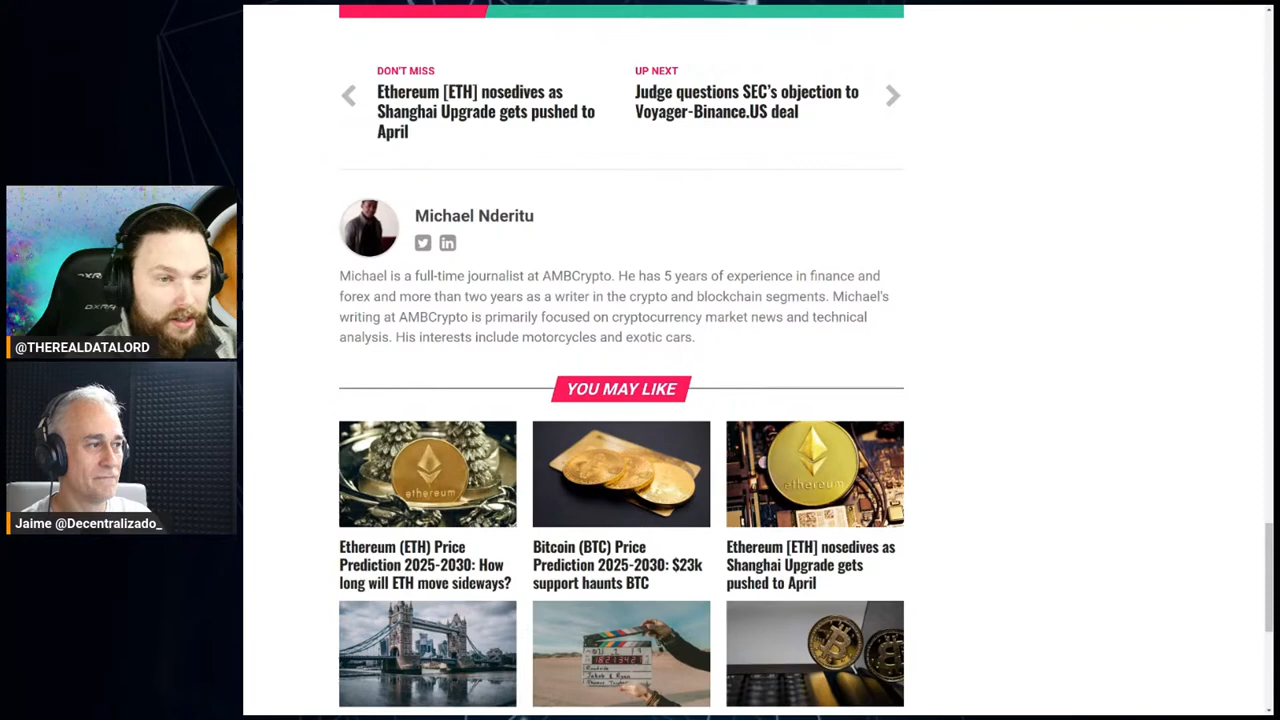 DON'T MISS
Ethereum [ETH] nosedives as
Shanghai Upgrade gets pushed to
April
UP NEXT
Judge questions SEC's objection to
Voyager-Binance.US deal
Michael Nderitu
Michael is a full-time journalist at AMBCrypto. He has 5 years of experience in finance and
forex and more than two years as a writer in the crypto and blockchain segments. Michael's
writing at AMBCrypto is primarily focused on cryptocurrency market news and technical
analysis. His interests include motorcycles and exotic cars.
@THEREALDATALORD
Jaime @Decentralizado_
YOU MAY LIKE
ethereum
ethereum
Ethereum (ETH) Price
Prediction 2025-2030: How
long will ETH move sideways?
Bitcoin (BTC) Price
Prediction 2025-2030: $23k
support haunts BTC
Ethereum [ETH] nosedives as
Shanghai Upgrade gets
pushed to April